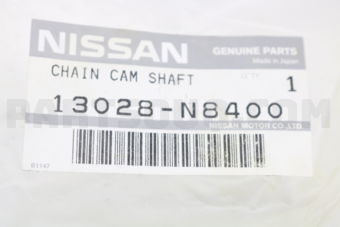 NISSAN
GENUINE PARTS
Made in Japan
CHAIN CAM SHAFT
1
13028-N8400
NISSAN MOTOR CO.,LTD.